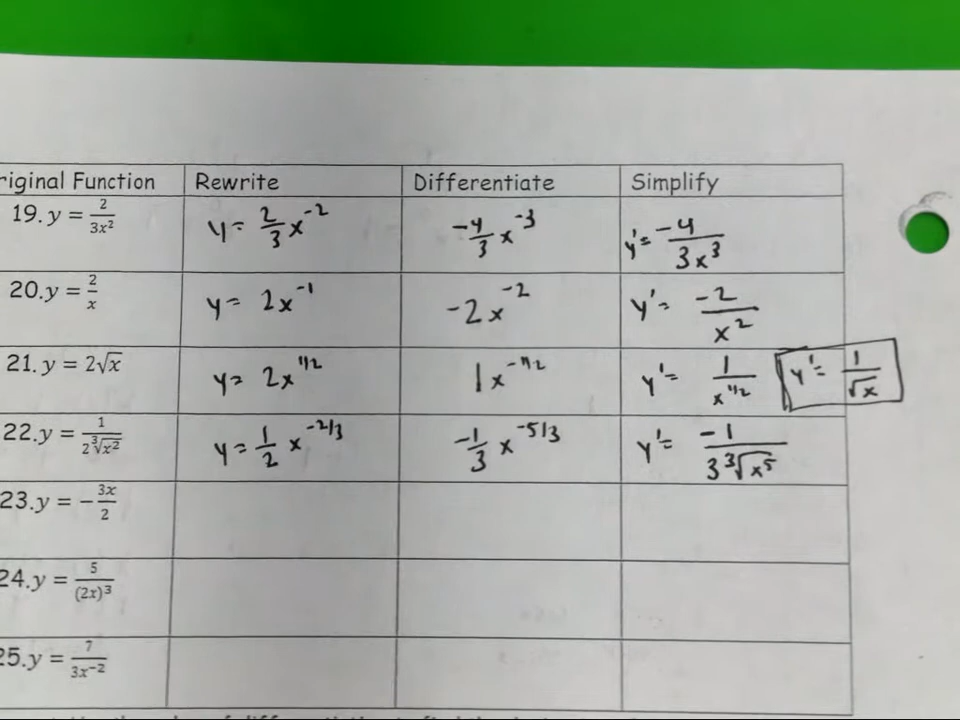 riginal Function Rewrite Differentiate Simplify
19. y = 2/(3x²) y = 2/3 x^-2 -4/3 x^-3 y' = -4/(3x³)
20. y = 2/x y = 2x^-1 -2x^-2 y' = -2/x²
21. y = 2√x y = 2x^1/2 1x^-1/2 y' = 1/x^1/2 y' = 1/√x
22. y = 1/(2∛x²) y = 1/2 x^-2/3 -1/3 x^-5/3 y' = -1/(3∛x⁵)
23. y = -3x/2
24. y = 5/(2x)³
25. y = 7/(3x^-2)